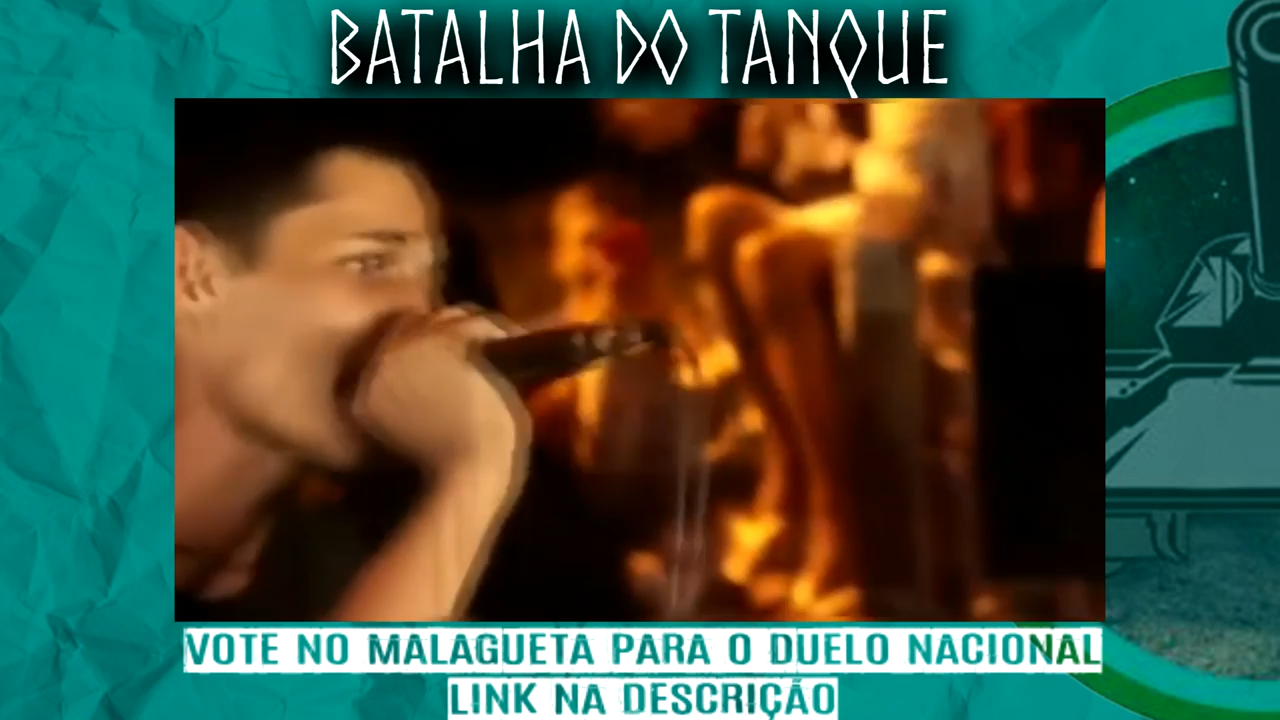 BATALHA DO TANQUE
VOTE NO MALAGUETA PARA O DUELO NACIONAL
LINK NA DESCRIÇÃO